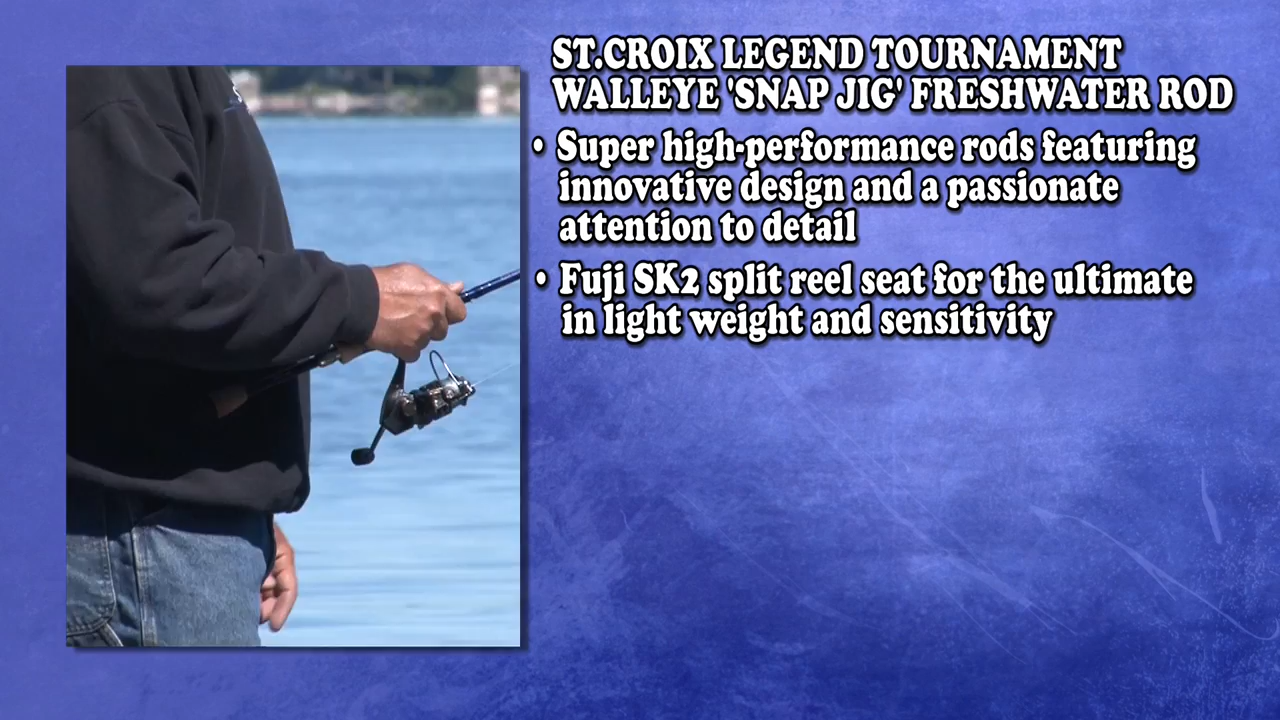 ST.CROIX LEGEND TOURNAMENT
WALLEYE 'SNAP JIG' FRESHWATER ROD
• Super high-performance rods featuring
innovative design and a passionate
attention to detail
• Fuji SK2 split reel seat for the ultimate
in light weight and sensitivity